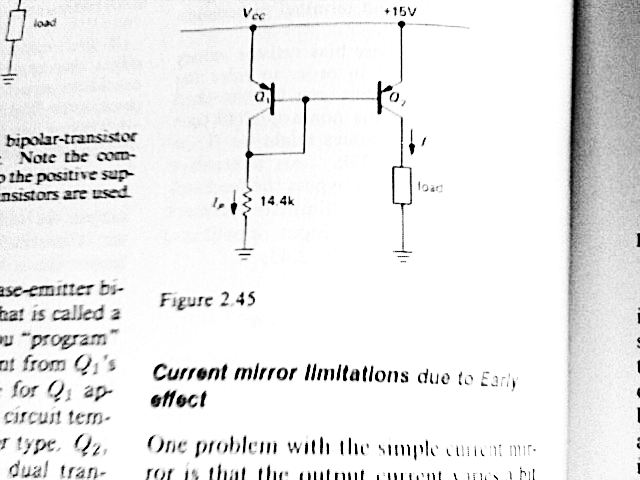 load
bipolar-transistor
Note the com-
the positive sup-
nsistors are used.
ase-emitter bi-
hat is called a
ou "program"
nt from Q₁'s
for Q₁ ap-
circuit tem-
r type. Q₂,
dual tran-
Vcc
+15V
Q₁
Q₂
I
load
14.4k
Figure 2.45
Current mirror limitations due to Early
effect
One problem with the simple current mir-
ror is that the output current varies a bit